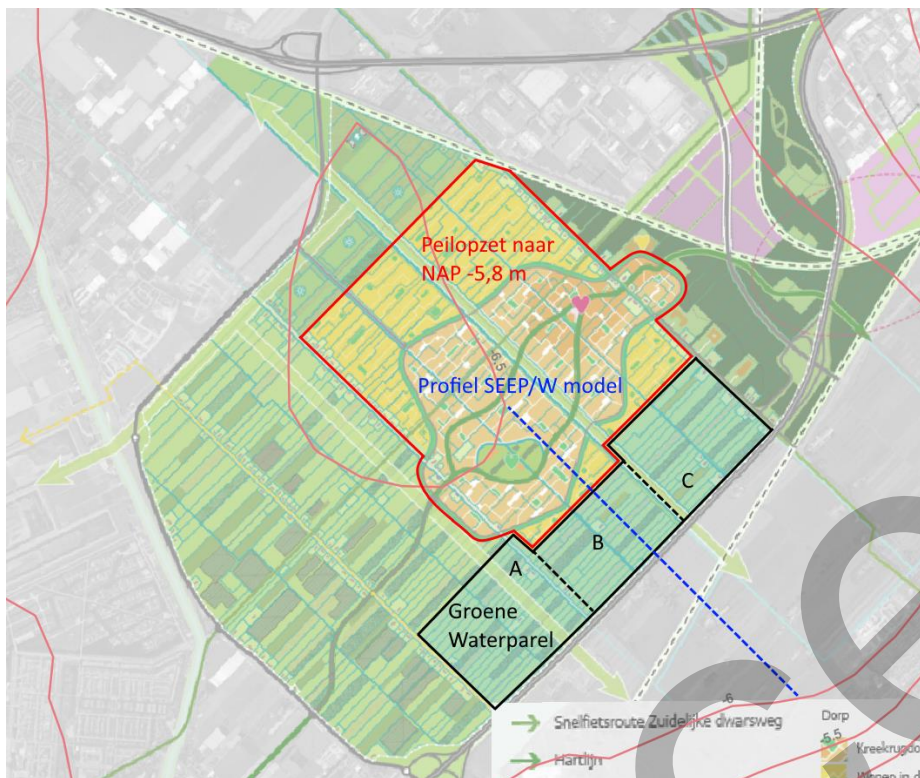 Peilopzet naar
NAP -5,8 m
-6.5
Profiel SEEP/W model
C
B
A
Groene
Waterparel
-6
Snelfietsroute/Zuidelijke dwarsweg
Dorp
-5.5
Hartlijn